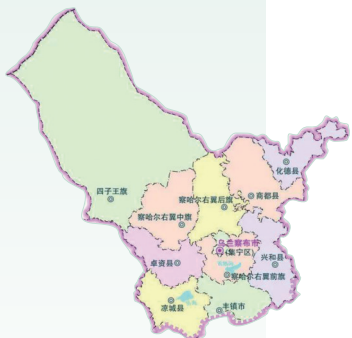 化德县
四子王旗
商都县
察哈尔右翼后旗
察哈尔右翼中旗
乌兰察布市
(集宁区)
兴和县
卓资县
察哈尔右翼前旗
凉城县
丰镇市